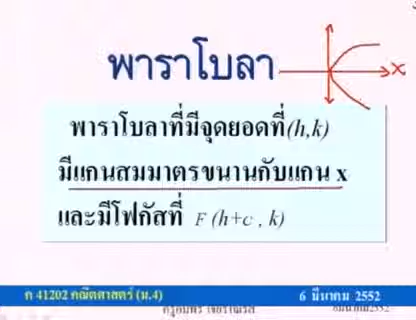 พาราโบลา
x
พาราโบลาที่มีจุดยอดที่(h,k)
มีแกนสมมาตรขนานกับแกน x
และมีโฟกัสที่ F (h+c , k)
ค 41202 คณิตศาสตร์ (ม.4) 6 มีนาคม 2552